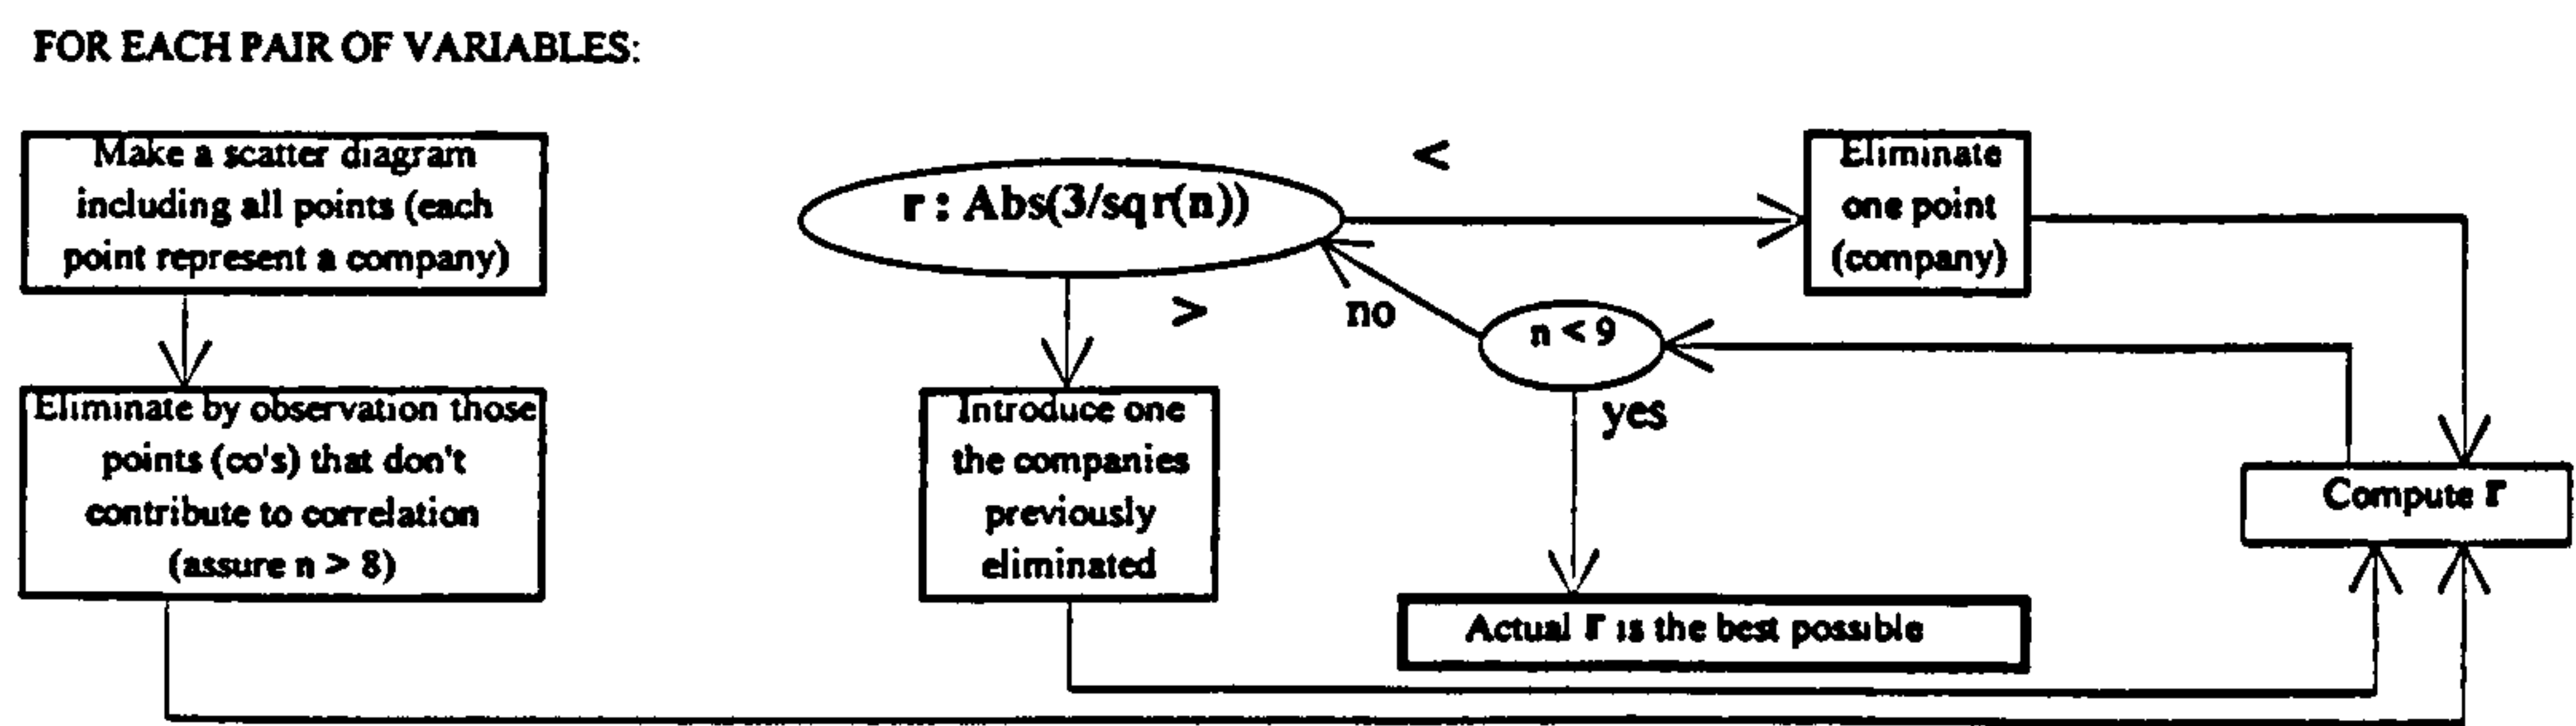 FOR EACH PAIR OF VARIABLES:
Make a scatter diagram
including all points (each
point represent a company)
Eliminate by observation those
points (co's) that don't
contribute to correlation
(assure n > 8)
r : Abs(3/sqr(n))
<
>
Introduce one
the companies
previously
eliminated
no
n < 9
yes
Actual r is the best possible
Eliminate
one point
(company)
Compute r